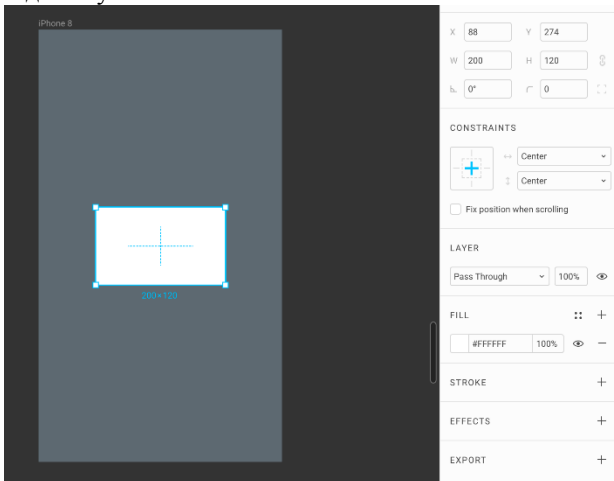 iPhone 8
200×120
X 88 Y 274
W 200 H 120
0° 0
CONSTRAINTS
Center
Center
Fix position when scrolling
LAYER
Pass Through 100%
FILL
#FFFFFF 100%
STROKE
EFFECTS
EXPORT